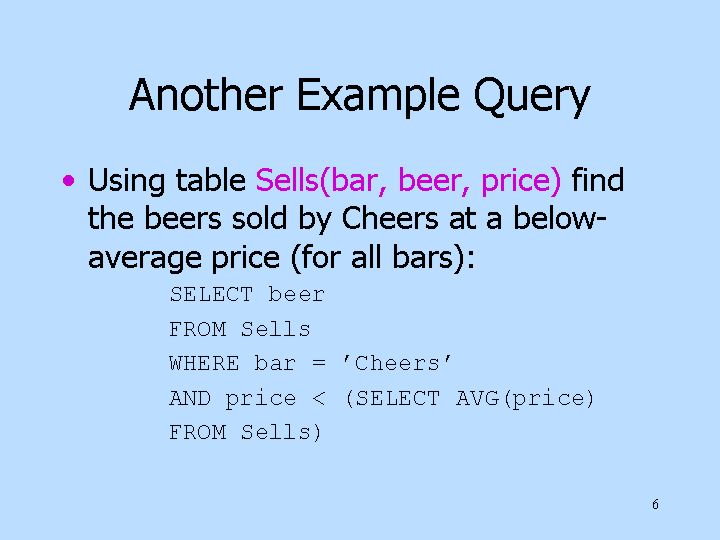 Another Example Query
• Using table Sells(bar, beer, price) find
the beers sold by Cheers at a below-
average price (for all bars):
SELECT beer
FROM Sells
WHERE bar = ’Cheers’
AND price < (SELECT AVG(price)
FROM Sells)
6